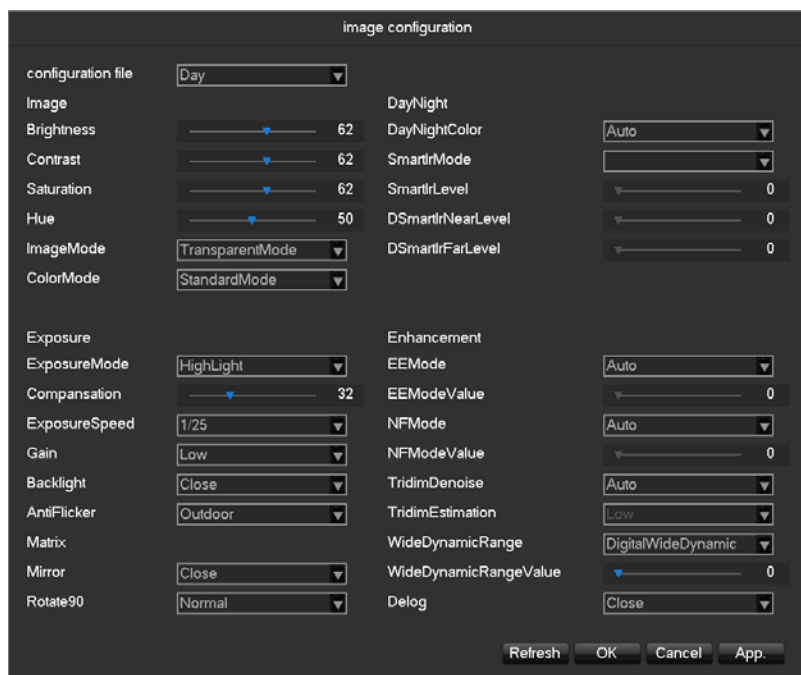 image configuration
configuration file Day
Image DayNight
Brightness 62 DayNightColor Auto
Contrast 62 SmartIrMode
Saturation 62 SmartIrLevel 0
Hue 50 DSmartIrNearLevel 0
ImageMode TransparentMode DSmartIrFarLevel 0
ColorMode StandardMode
Exposure Enhancement
ExposureMode HighLight EEMode Auto
Compansation 32 EEModeValue 0
ExposureSpeed 1/25 NFMode Auto
Gain Low NFModeValue 0
Backlight Close TridimDenoise Auto
AntiFlicker Outdoor TridimEstimation Low
Matrix WideDynamicRange DigitalWideDynamic
Mirror Close WideDynamicRangeValue 0
Rotate90 Normal Delog Close
Refresh OK Cancel App.